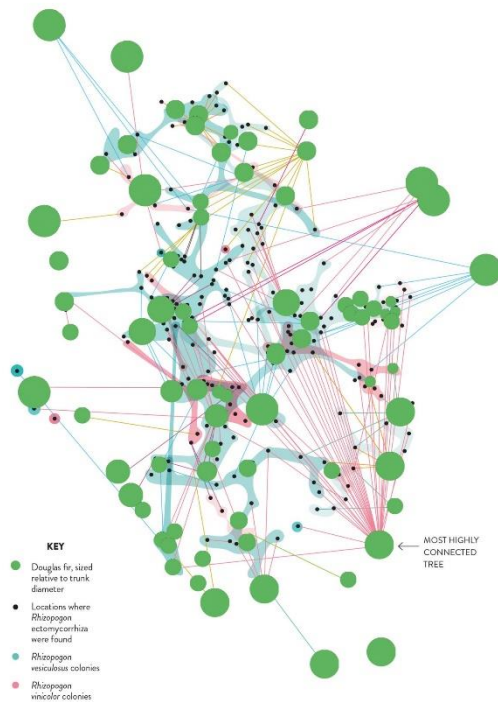 MOST HIGHLY
CONNECTED
TREE
KEY
Douglas fir, sized
relative to trunk
diameter
Locations where
Rhizopogon
ectomycorrhiza
were found
Rhizopogon
vesiculosus colonies
Rhizopogon
vinicolor colonies